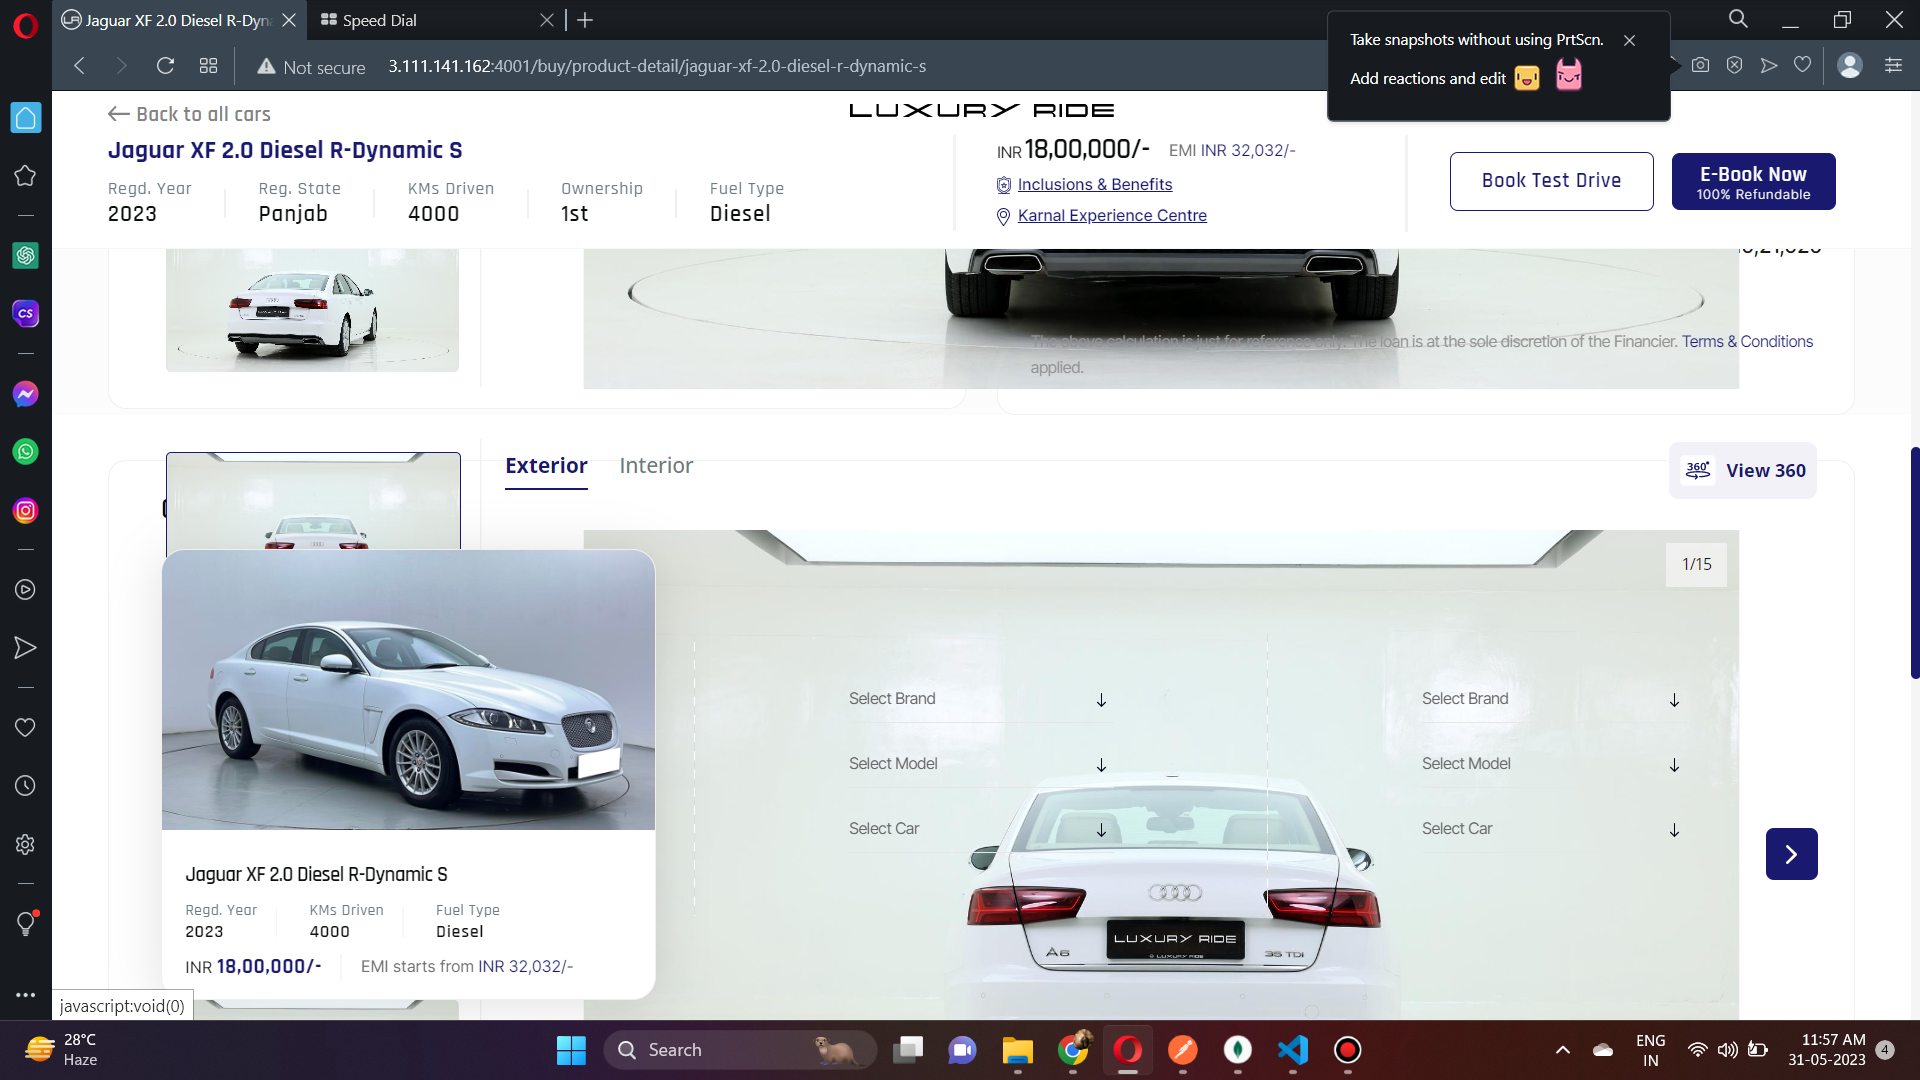 Jaguar XF 2.0 Diesel R-Dyn
Speed Dial
Not secure
3.111.141.162:4001/buy/product-detail/jaguar-xf-2.0-diesel-r-dynamic-s
Take snapshots without using PrtScn.
Add reactions and edit
Back to all cars
LUXURY RIDE
Jaguar XF 2.0 Diesel R-Dynamic S
Regd. Year
2023
Reg. State
Panjab
KMs Driven
4000
Ownership
1st
Fuel Type
Diesel
INR 18,00,000/-
EMI INR 32,032/-
Inclusions & Benefits
Karnal Experience Centre
Book Test Drive
E-Book Now
100% Refundable
The above calculation is just for reference only. The loan is at the sole discretion of the Financier. Terms & Conditions
applied.
Exterior
Interior
360°
View 360
1/15
Select Brand
Select Brand
Select Model
Select Model
Select Car
Select Car
A6
LUXURY RIDE
35 TDI
Jaguar XF 2.0 Diesel R-Dynamic S
Regd. Year
2023
KMs Driven
4000
Fuel Type
Diesel
INR 18,00,000/-
EMI starts from INR 32,032/-
CS
javascript:void(0)
28°C
Haze
Search
ENG
IN
11:57 AM
31-05-2023
4